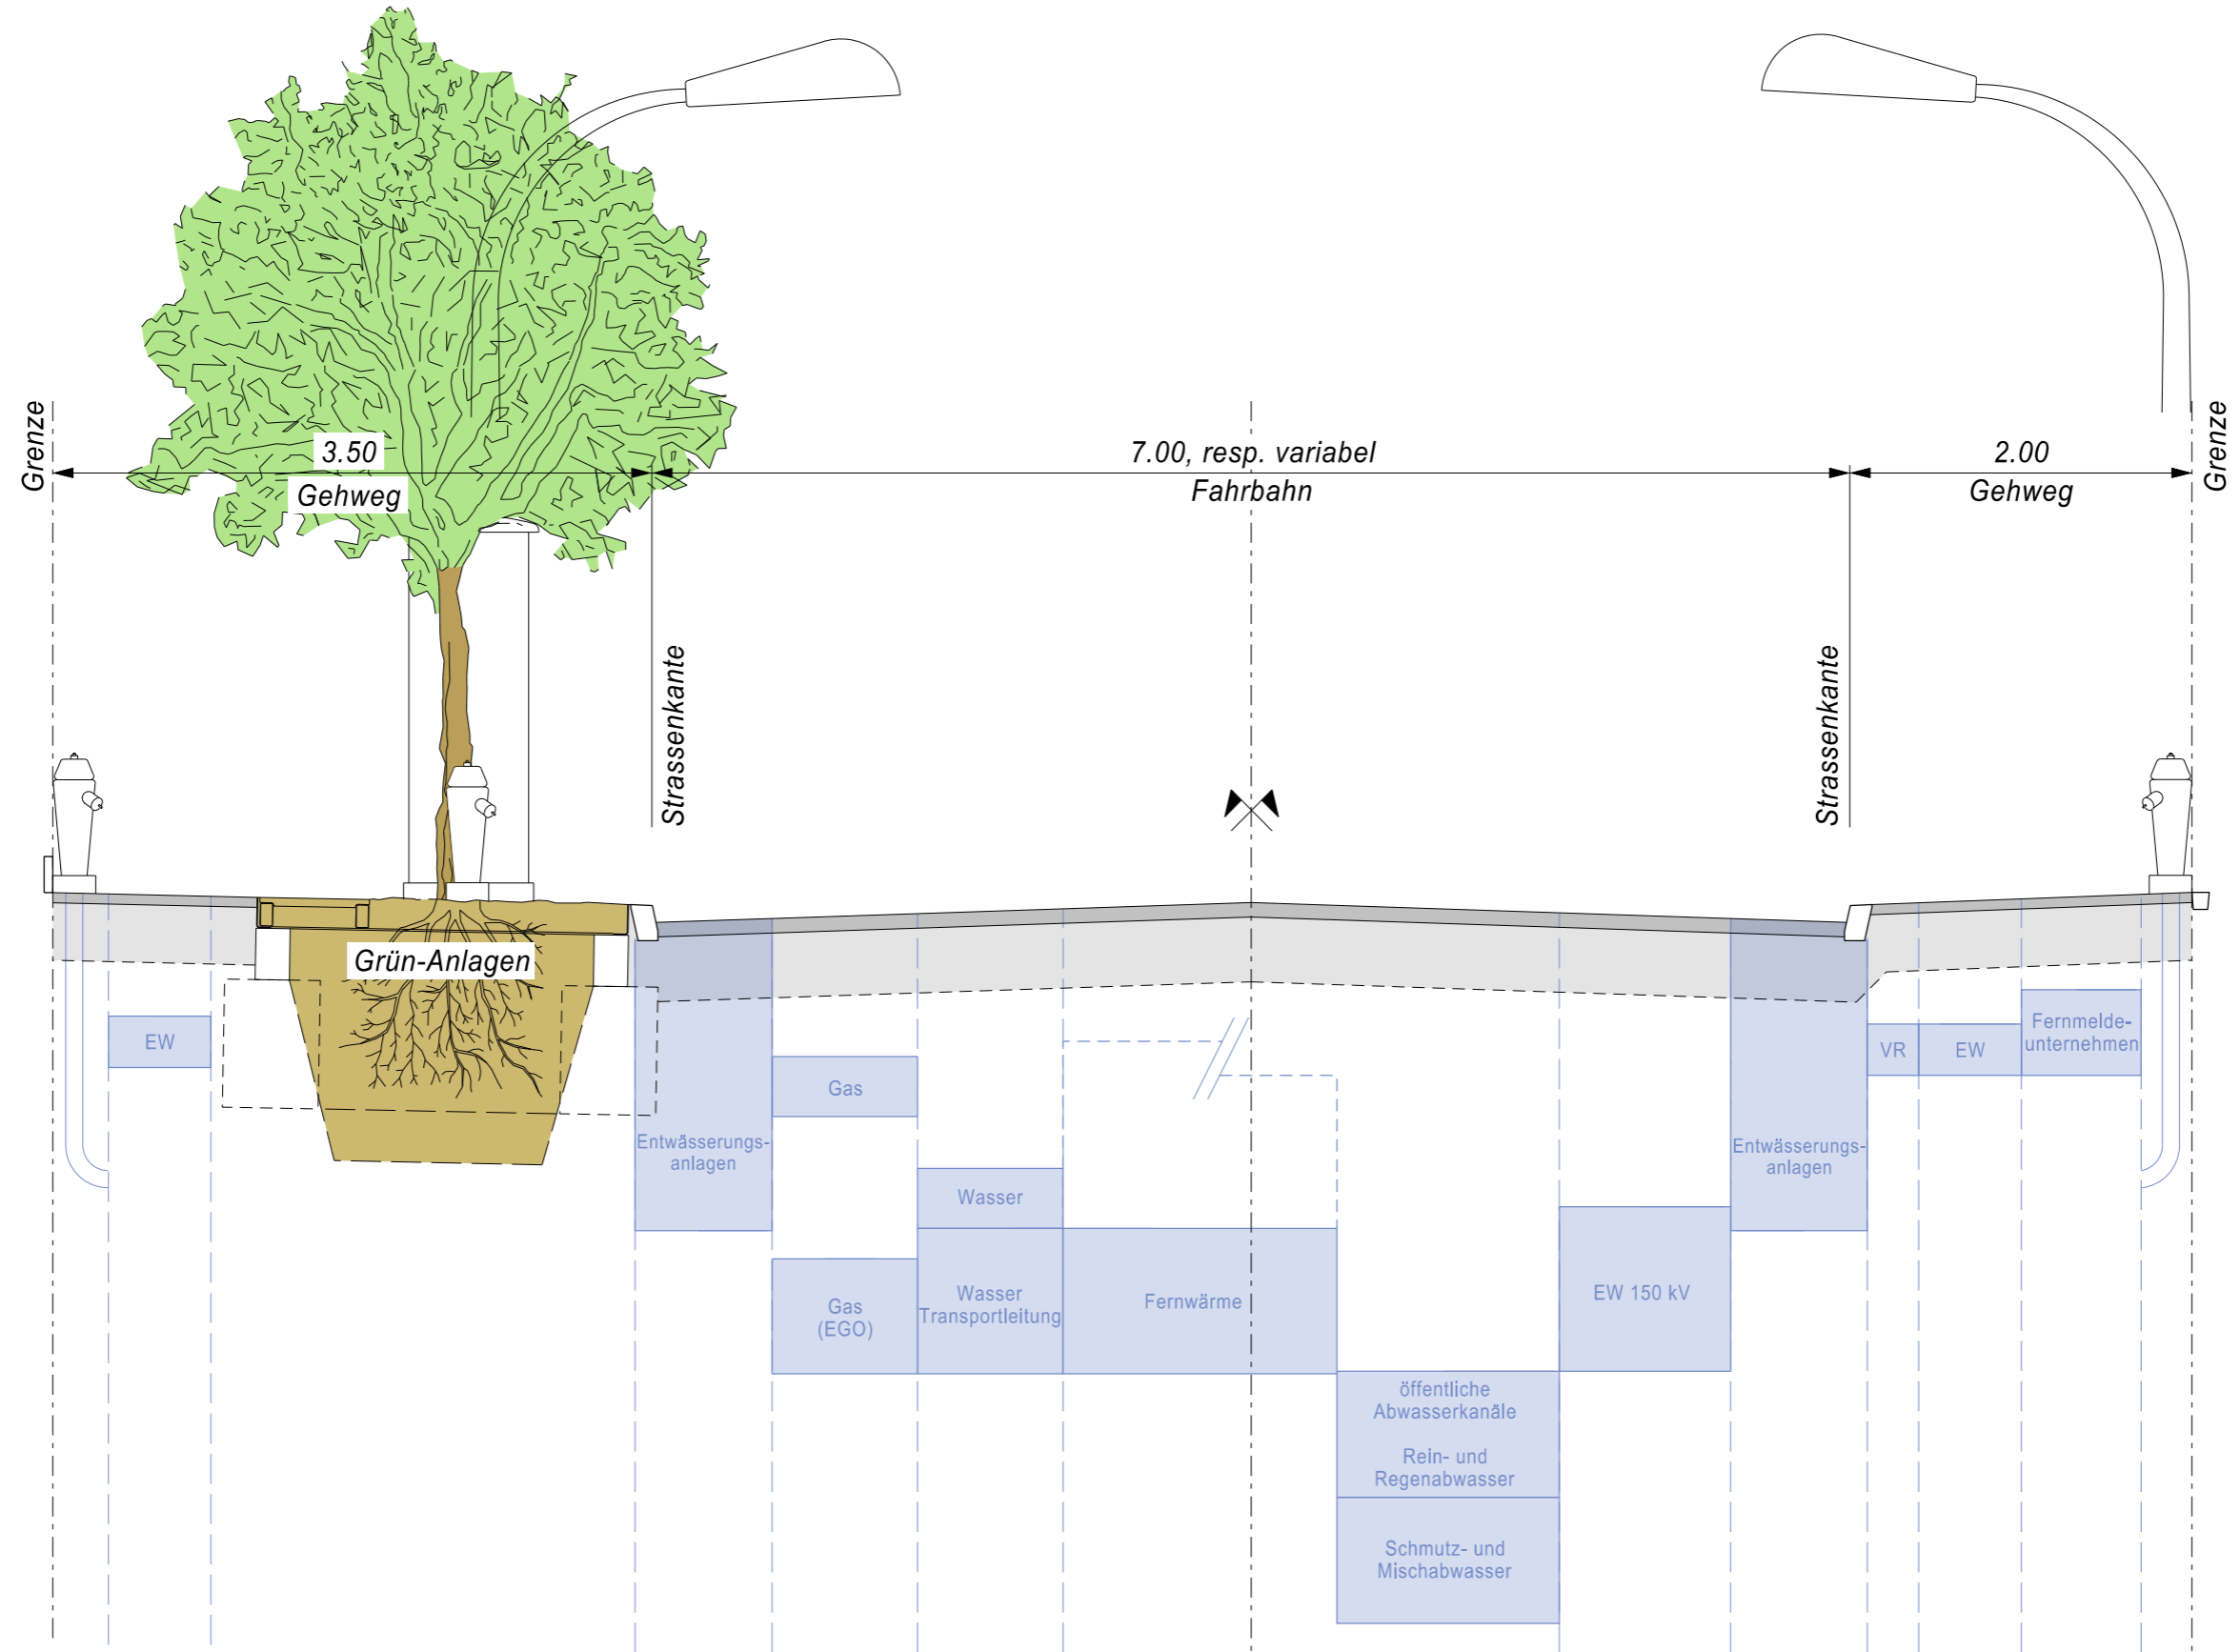 Grenze
3.50
Gehweg
7.00, resp. variabel
Fahrbahn
2.00
Gehweg
Grenze
Strassenkante
Strassenkante
Grün-Anlagen
EW
Entwässerungs-
anlagen
Gas
Gas
(EGO)
Wasser
Wasser
Transportleitung
Fernwärme
öffentliche
Abwasserkanäle
Rein- und
Regenabwasser
Schmutz- und
Mischabwasser
EW 150 kV
Entwässerungs-
anlagen
VR
EW
Fernmelde-
unternehmen